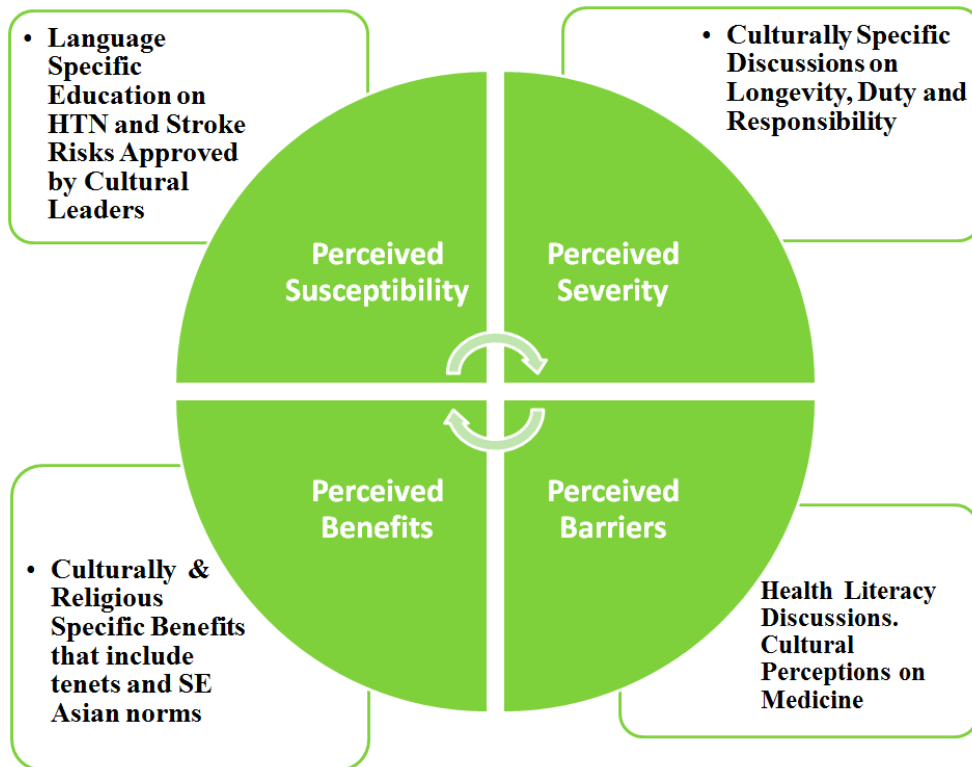 • Language
Specific
Education on
HTN and Stroke
Risks Approved
by Cultural
Leaders
• Culturally Specific
Discussions on
Longevity, Duty and
Responsibility
Perceived
Susceptibility
Perceived
Severity
Perceived
Benefits
Perceived
Barriers
• Culturally &
Religious
Specific Benefits
that include
tenets and SE
Asian norms
Health Literacy
Discussions.
Cultural
Perceptions on
Medicine